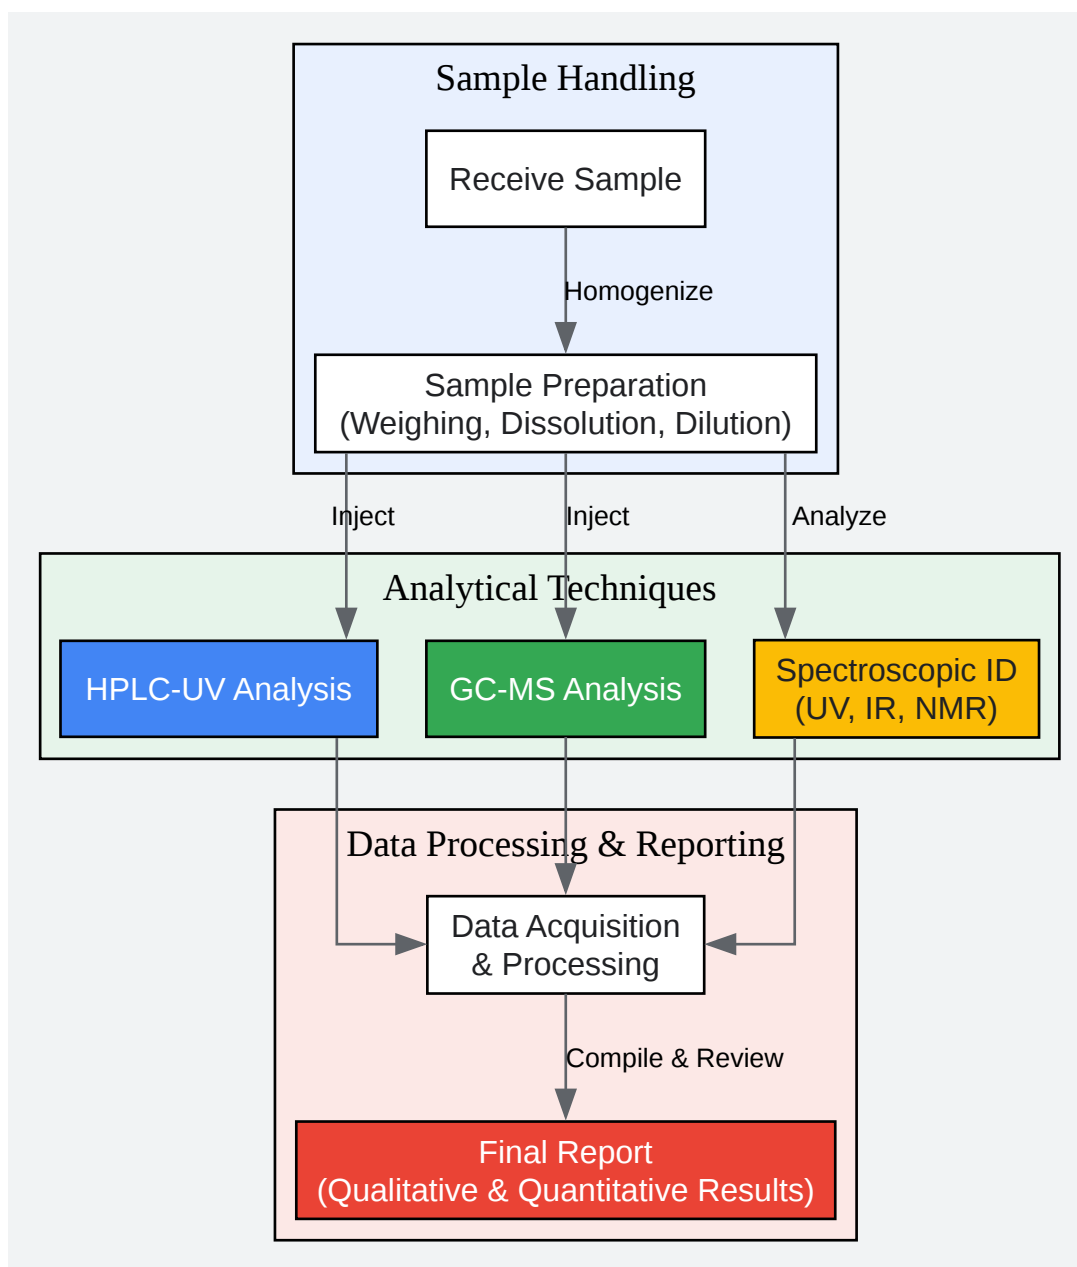 Sample Handling
Receive Sample
Homogenize
Sample Preparation
(Weighing, Dissolution, Dilution)
Inject
Inject
Analyze
Analytical Techniques
HPLC-UV Analysis
GC-MS Analysis
Spectroscopic ID
(UV, IR, NMR)
Data Processing & Reporting
Data Acquisition
& Processing
Compile & Review
Final Report
(Qualitative & Quantitative Results)